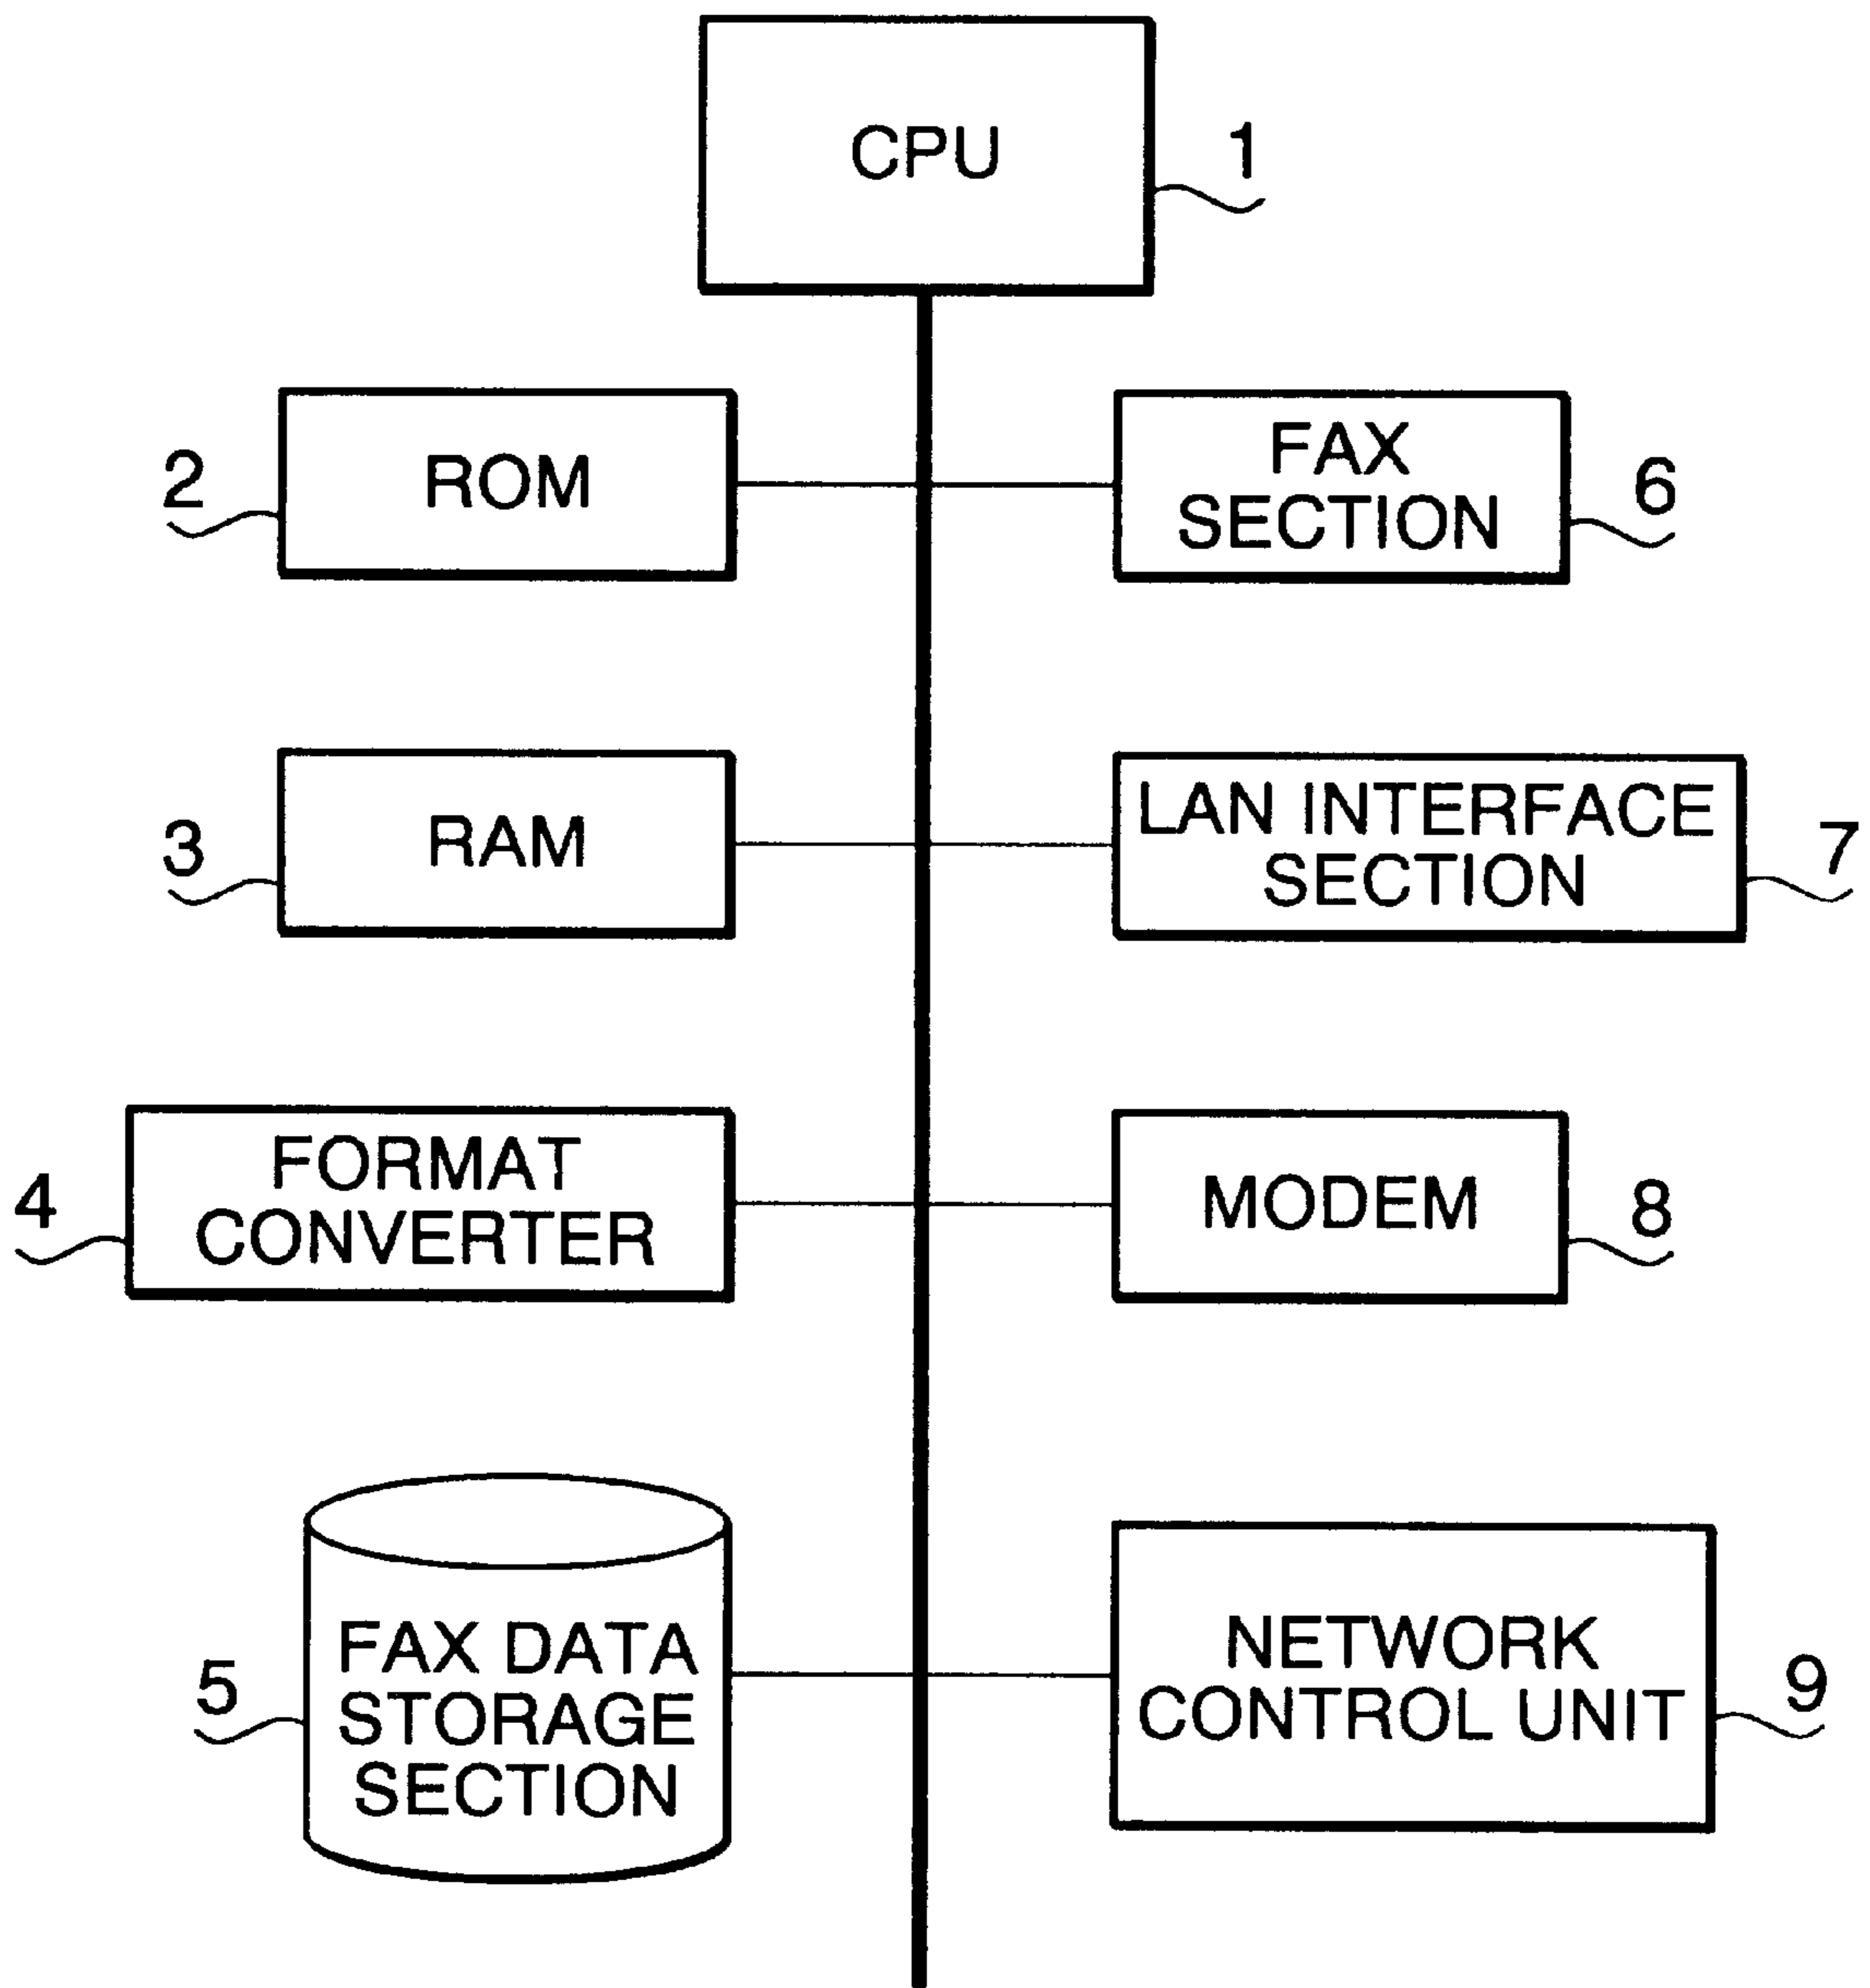 CPU
1
2
ROM
FAX
SECTION
6
3
RAM
LAN INTERFACE
SECTION
7
4
FORMAT
CONVERTER
MODEM
8
5
FAX DATA
STORAGE
SECTION
NETWORK
CONTROL UNIT
9